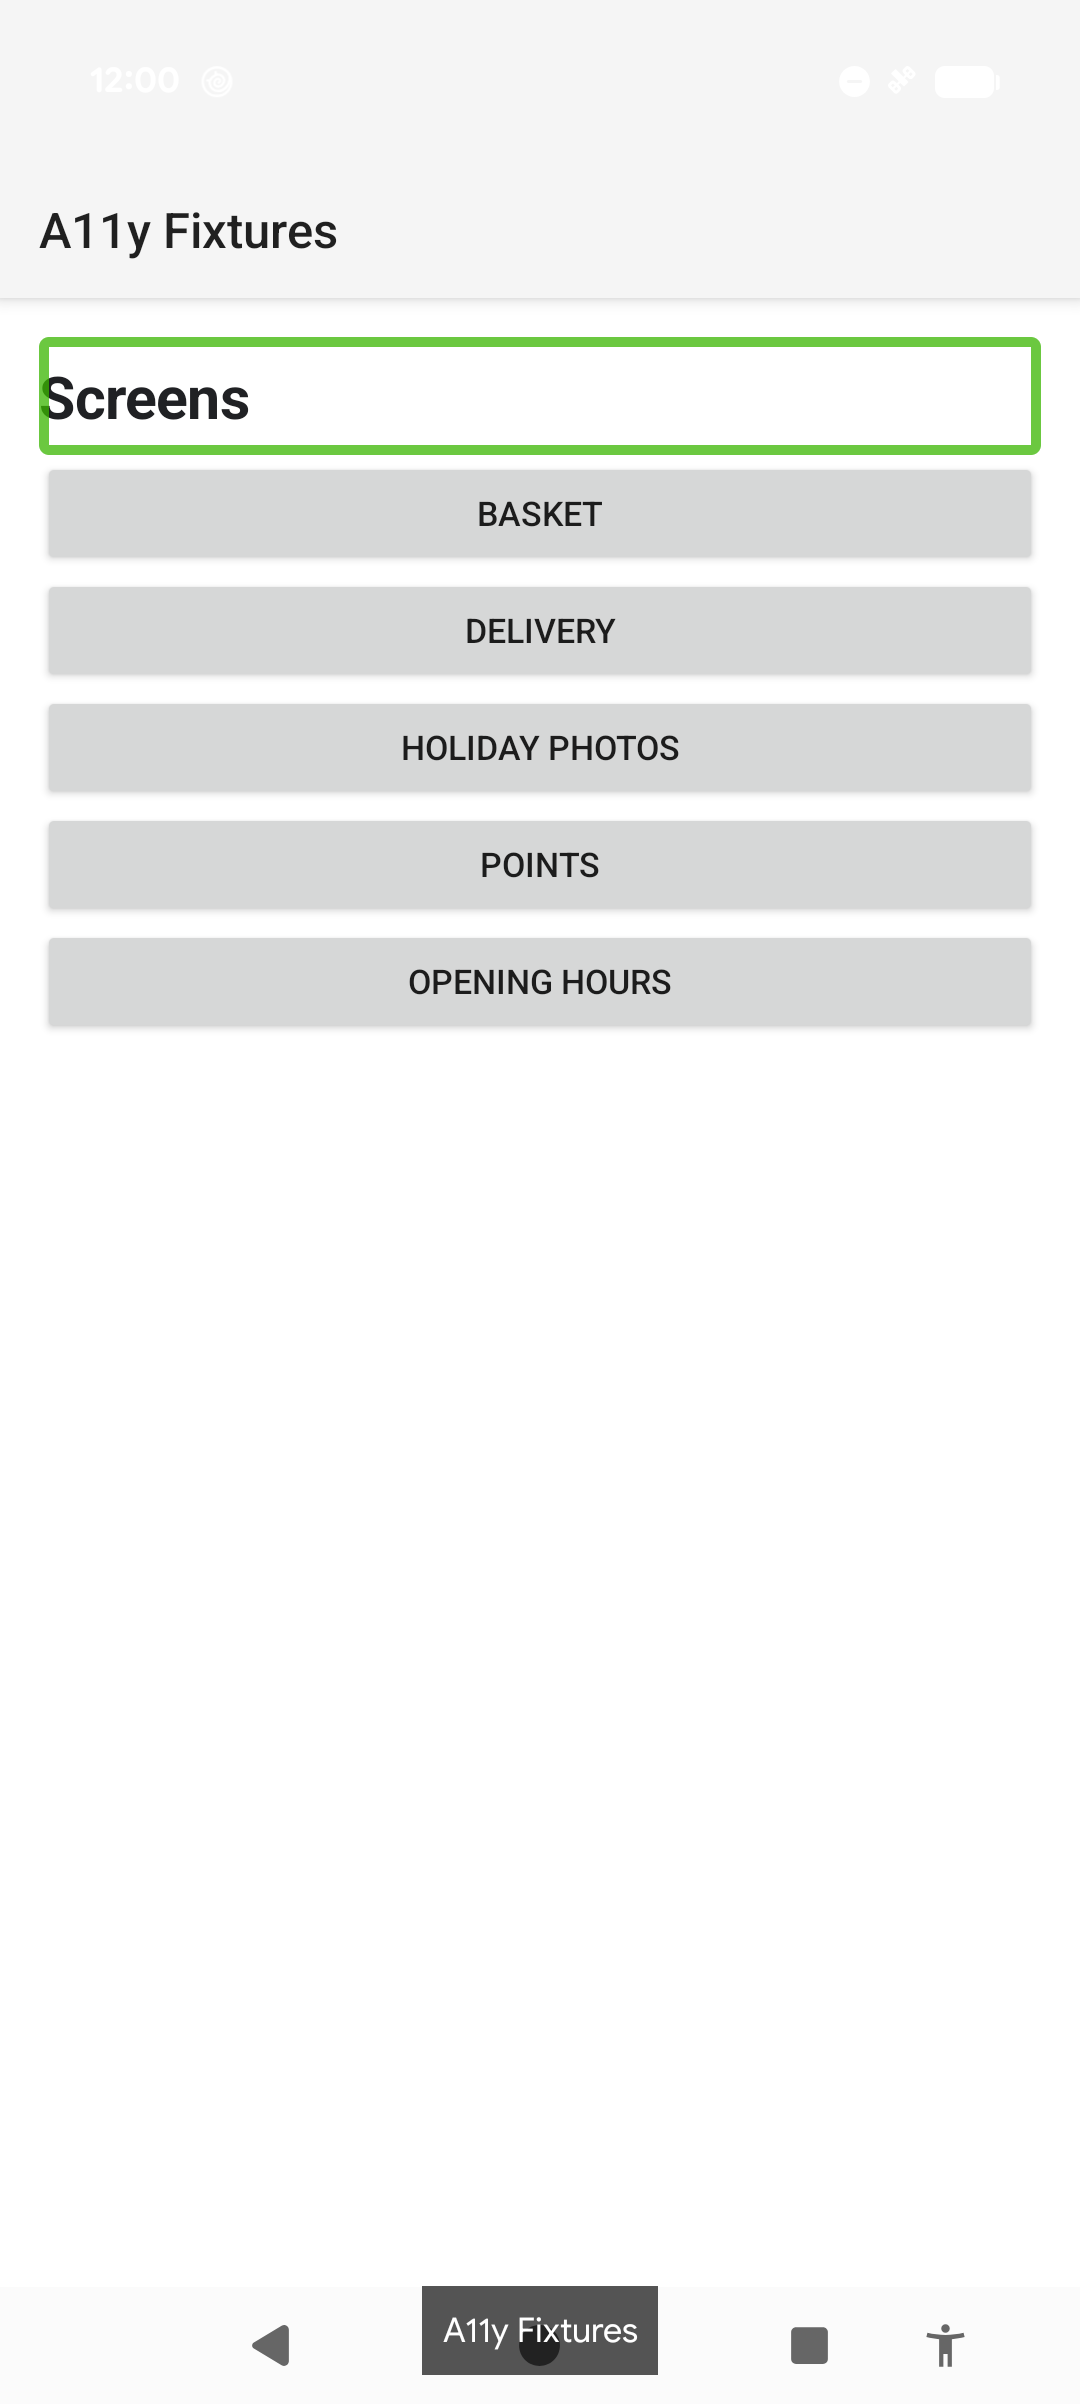 12:00
A11y Fixtures
Screens
BASKET
DELIVERY
HOLIDAY PHOTOS
POINTS
OPENING HOURS
A11y Fixtures